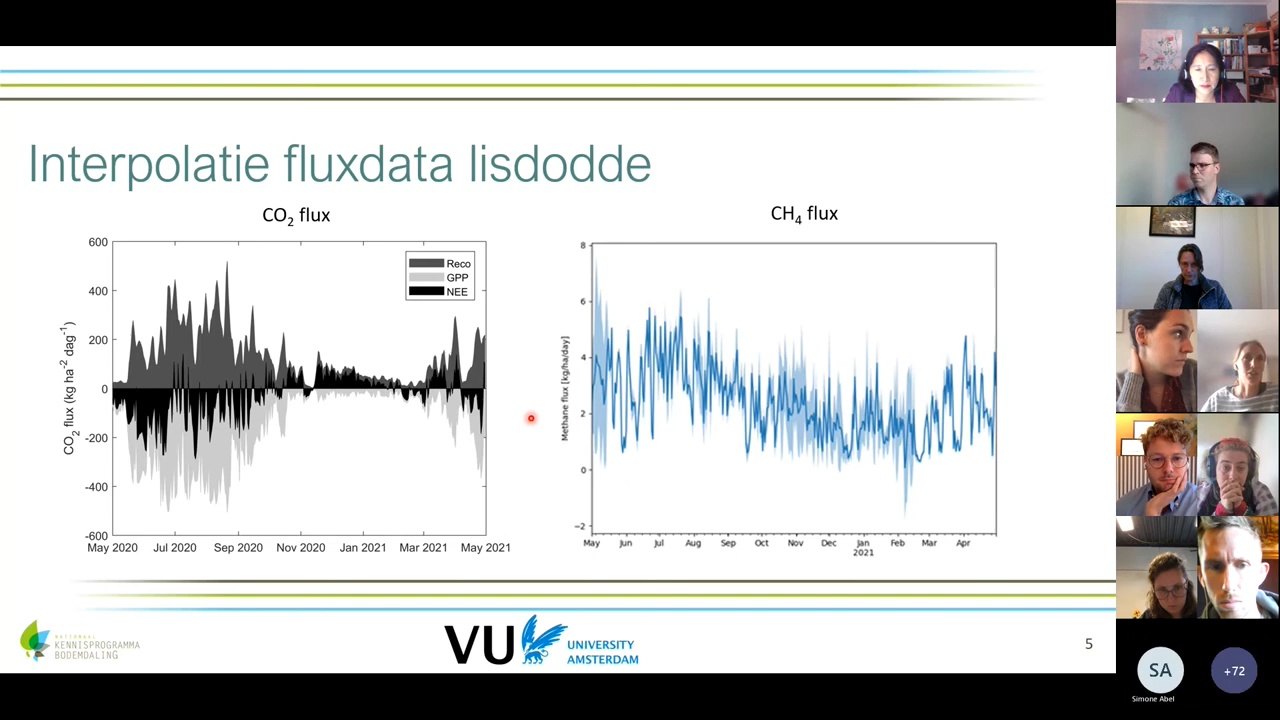 Interpolatie fluxdata lisdodde
CO2 flux
600
400
200
0
-200
-400
-600
CO2 flux (kg ha-2 dag-1)
Reco
GPP
NEE
May 2020 Jul 2020 Sep 2020 Nov 2020 Jan 2021 Mar 2021 May 2021
CH4 flux
8
6
4
2
0
−2
Methane flux [kg/ha/day]
May Jun Jul Aug Sep Oct Nov Dec Jan Feb Mar Apr
2021
NATIONAAL
KENNISPROGRAMMA
BODEMDALING
VU
UNIVERSITY
AMSTERDAM
5
SA
Simone Abel
+72